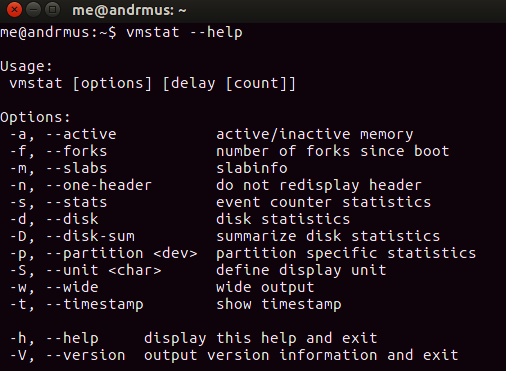 me@andrmus: ~
me@andrmus:~$ vmstat --help
Usage:
vmstat [options] [delay [count]]
Options:
-a, --active active/inactive memory
-f, --forks number of forks since boot
-m, --slabs slabinfo
-n, --one-header do not redisplay header
-s, --stats event counter statistics
-d, --disk disk statistics
-D, --disk-sum summarize disk statistics
-p, --partition <dev> partition specific statistics
-S, --unit <char> define display unit
-w, --wide wide output
-t, --timestamp show timestamp
-h, --help display this help and exit
-V, --version output version information and exit